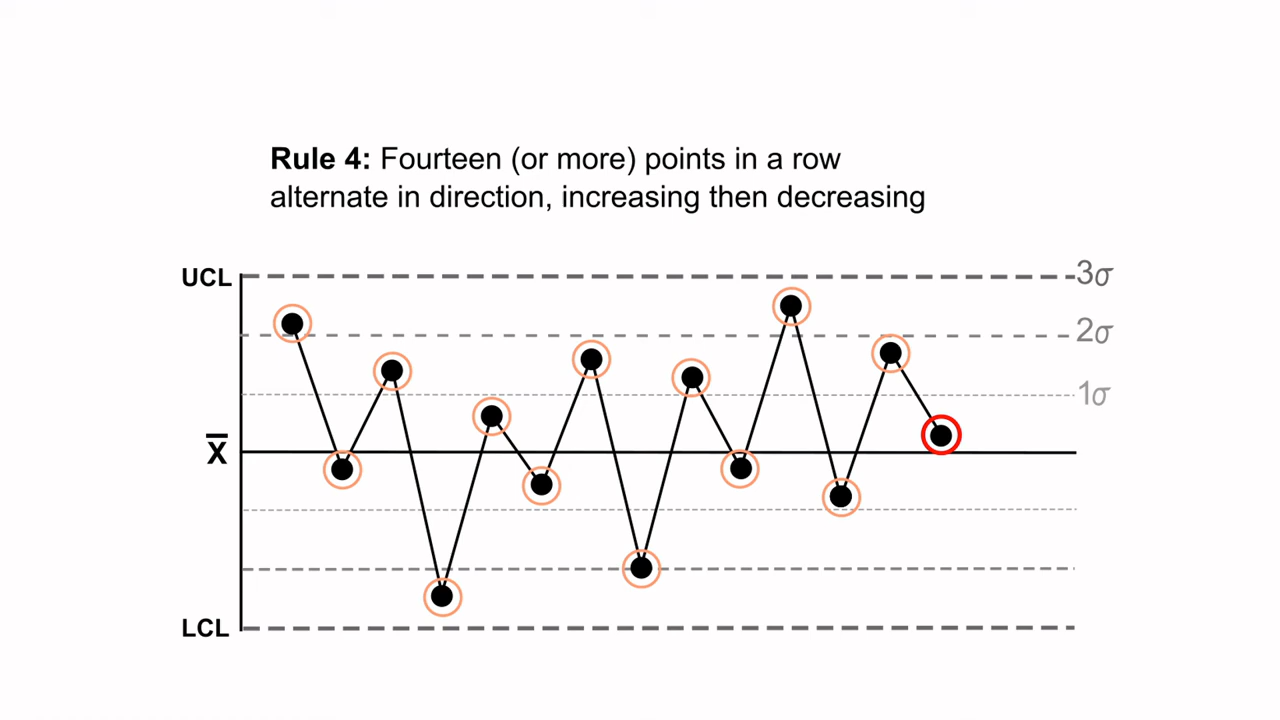 Rule 4: Fourteen (or more) points in a row
alternate in direction, increasing then decreasing
UCL
3σ
2σ
1σ
X̅
LCL